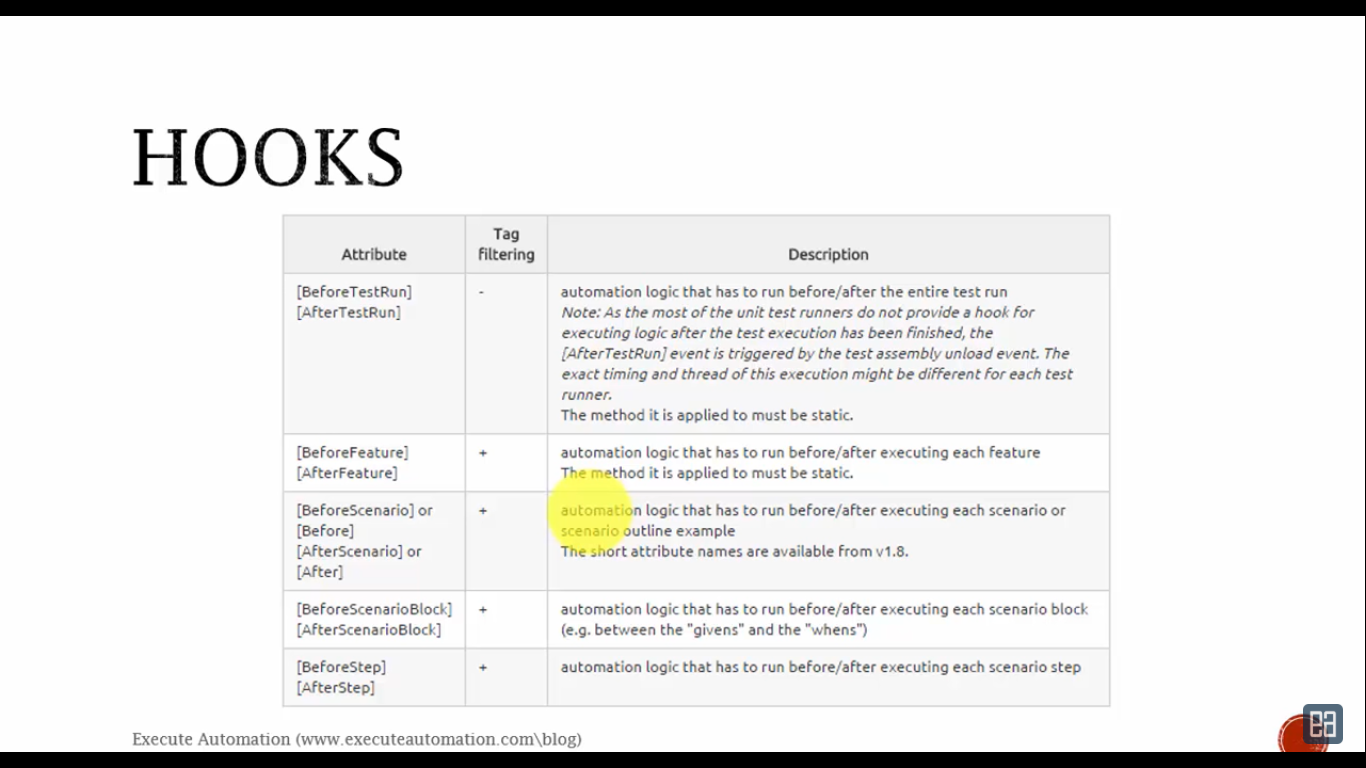 HOOKS
Attribute
Tag
filtering
Description
[BeforeTestRun]
[AfterTestRun]
-
automation logic that has to run before/after the entire test run
Note: As the most of the unit test runners do not provide a hook for
executing logic after the test execution has been finished, the
[AfterTestRun] event is triggered by the test assembly unload event. The
exact timing and thread of this execution might be different for each test
runner.
The method it is applied to must be static.
[BeforeFeature]
[AfterFeature]
+
automation logic that has to run before/after executing each feature
The method it is applied to must be static.
[BeforeScenario] or
[Before]
[AfterScenario] or
[After]
+
automation logic that has to run before/after executing each scenario or
scenario outline example
The short attribute names are available from v1.8.
[BeforeScenarioBlock]
[AfterScenarioBlock]
+
automation logic that has to run before/after executing each scenario block
(e.g. between the "givens" and the "whens")
[BeforeStep]
[AfterStep]
+
automation logic that has to run before/after executing each scenario step
Execute Automation (www.executeautomation.com\blog)
ea